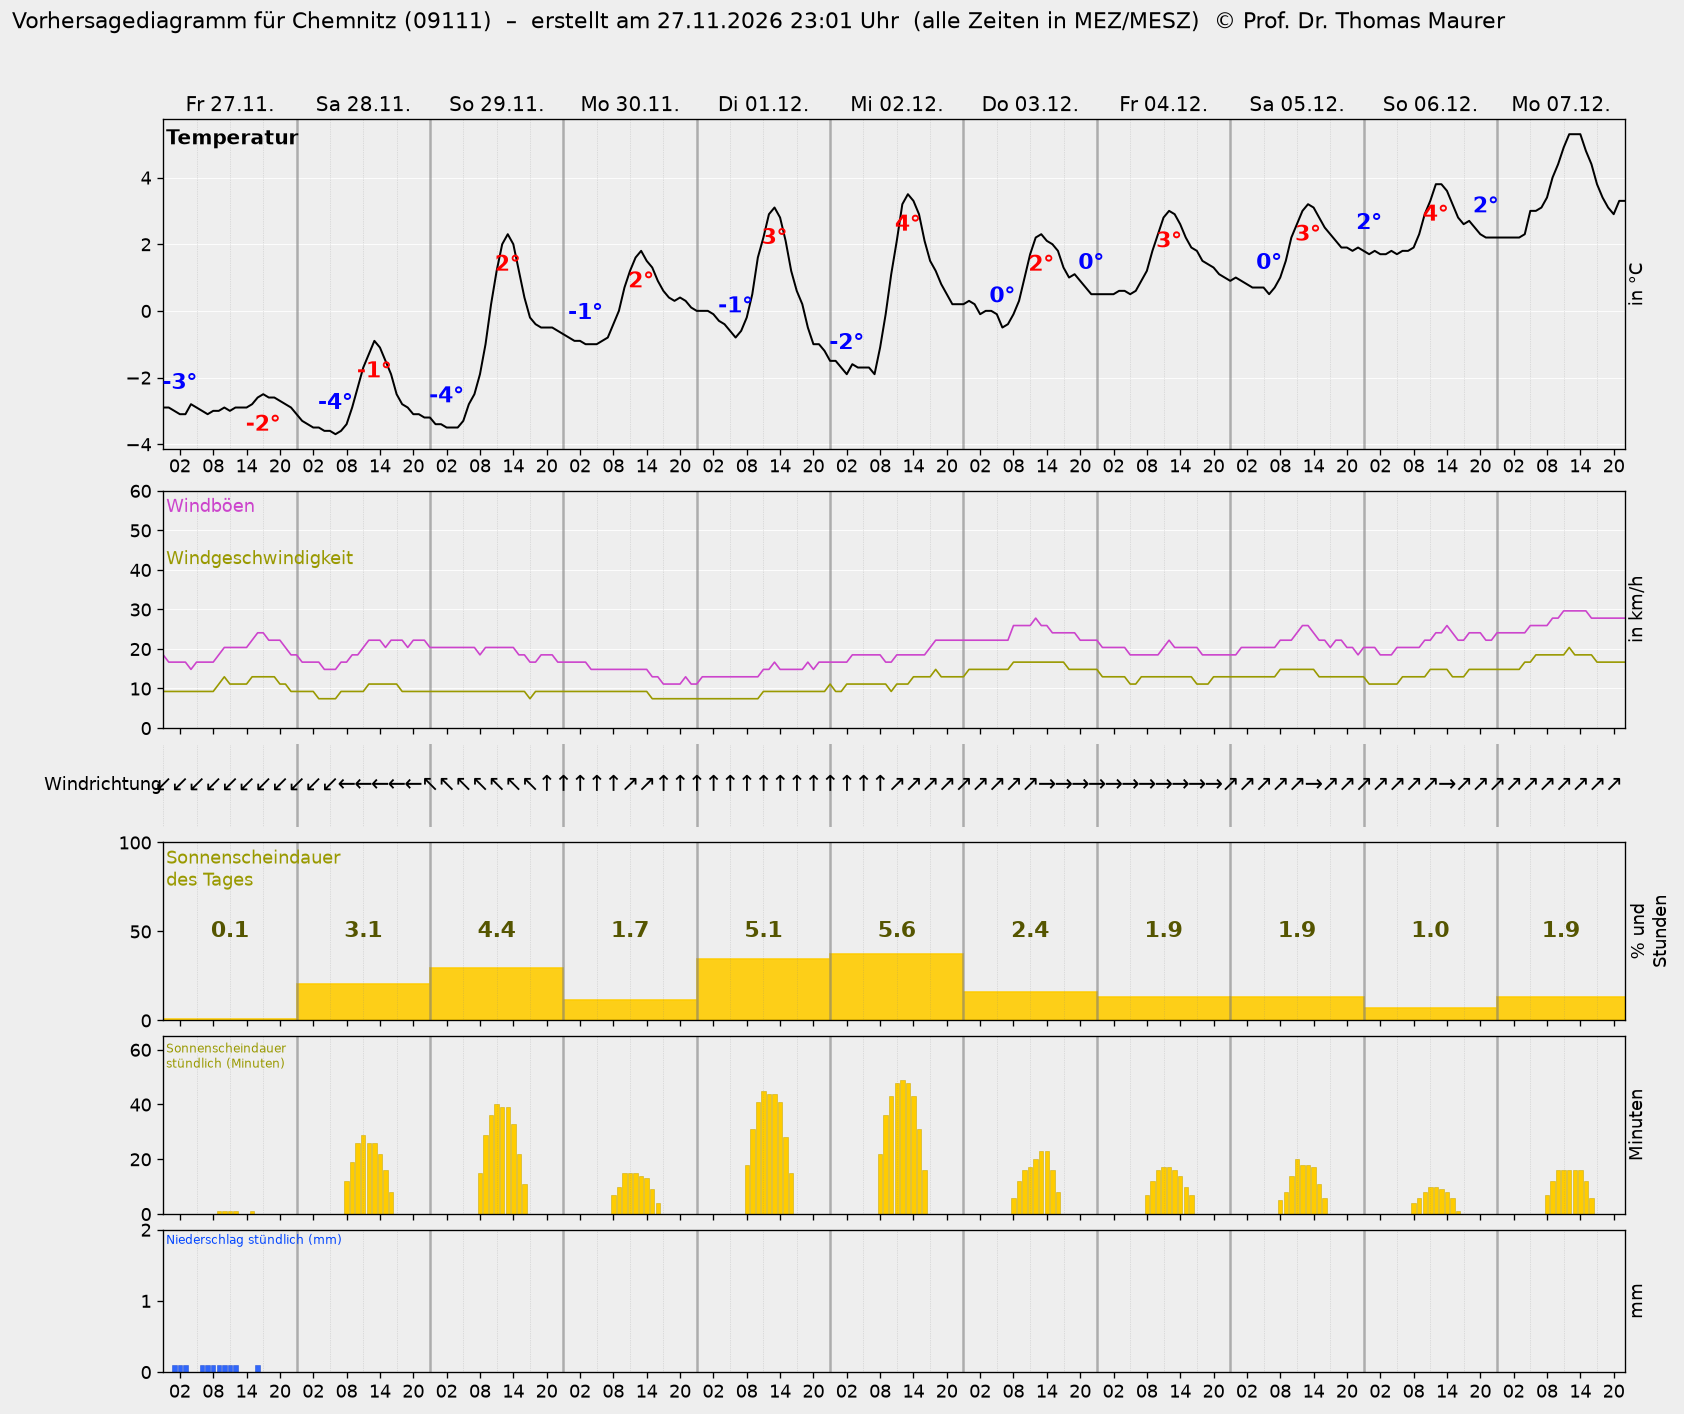 Vorhersagediagramm für Chemnitz (09111)  –  erstellt am 27.11.2026 23:01 Uhr  (alle Zeiten in MEZ/MESZ)  © Prof. Dr. Thomas Maurer
Fr 27.11. Sa 28.11. So 29.11. Mo 30.11. Di 01.12. Mi 02.12. Do 03.12. Fr 04.12. Sa 05.12. So 06.12. Mo 07.12.
Temperatur
4
2
0
−2
−4
in °C
-3° -2° -4° -1° -4° 2° -1° 2° -1° 3° -2° 4° 0° 2° 0° 3° 0° 3° 2° 4° 2°
02 08 14 20 02 08 14 20 02 08 14 20 02 08 14 20 02 08 14 20 02 08 14 20 02 08 14 20 02 08 14 20 02 08 14 20 02 08 14 20 02 08 14 20
60
50
40
30
20
10
0
Windböen
Windgeschwindigkeit
in km/h
Windrichtung
100
50
0
Sonnenscheindauer
des Tages
0.1 3.1 4.4 1.7 5.1 5.6 2.4 1.9 1.9 1.0 1.9
% und
Stunden
60
40
20
0
Sonnenscheindauer
stündlich (Minuten)
Minuten
2
1
0
Niederschlag stündlich (mm)
mm
02 08 14 20 02 08 14 20 02 08 14 20 02 08 14 20 02 08 14 20 02 08 14 20 02 08 14 20 02 08 14 20 02 08 14 20 02 08 14 20 02 08 14 20